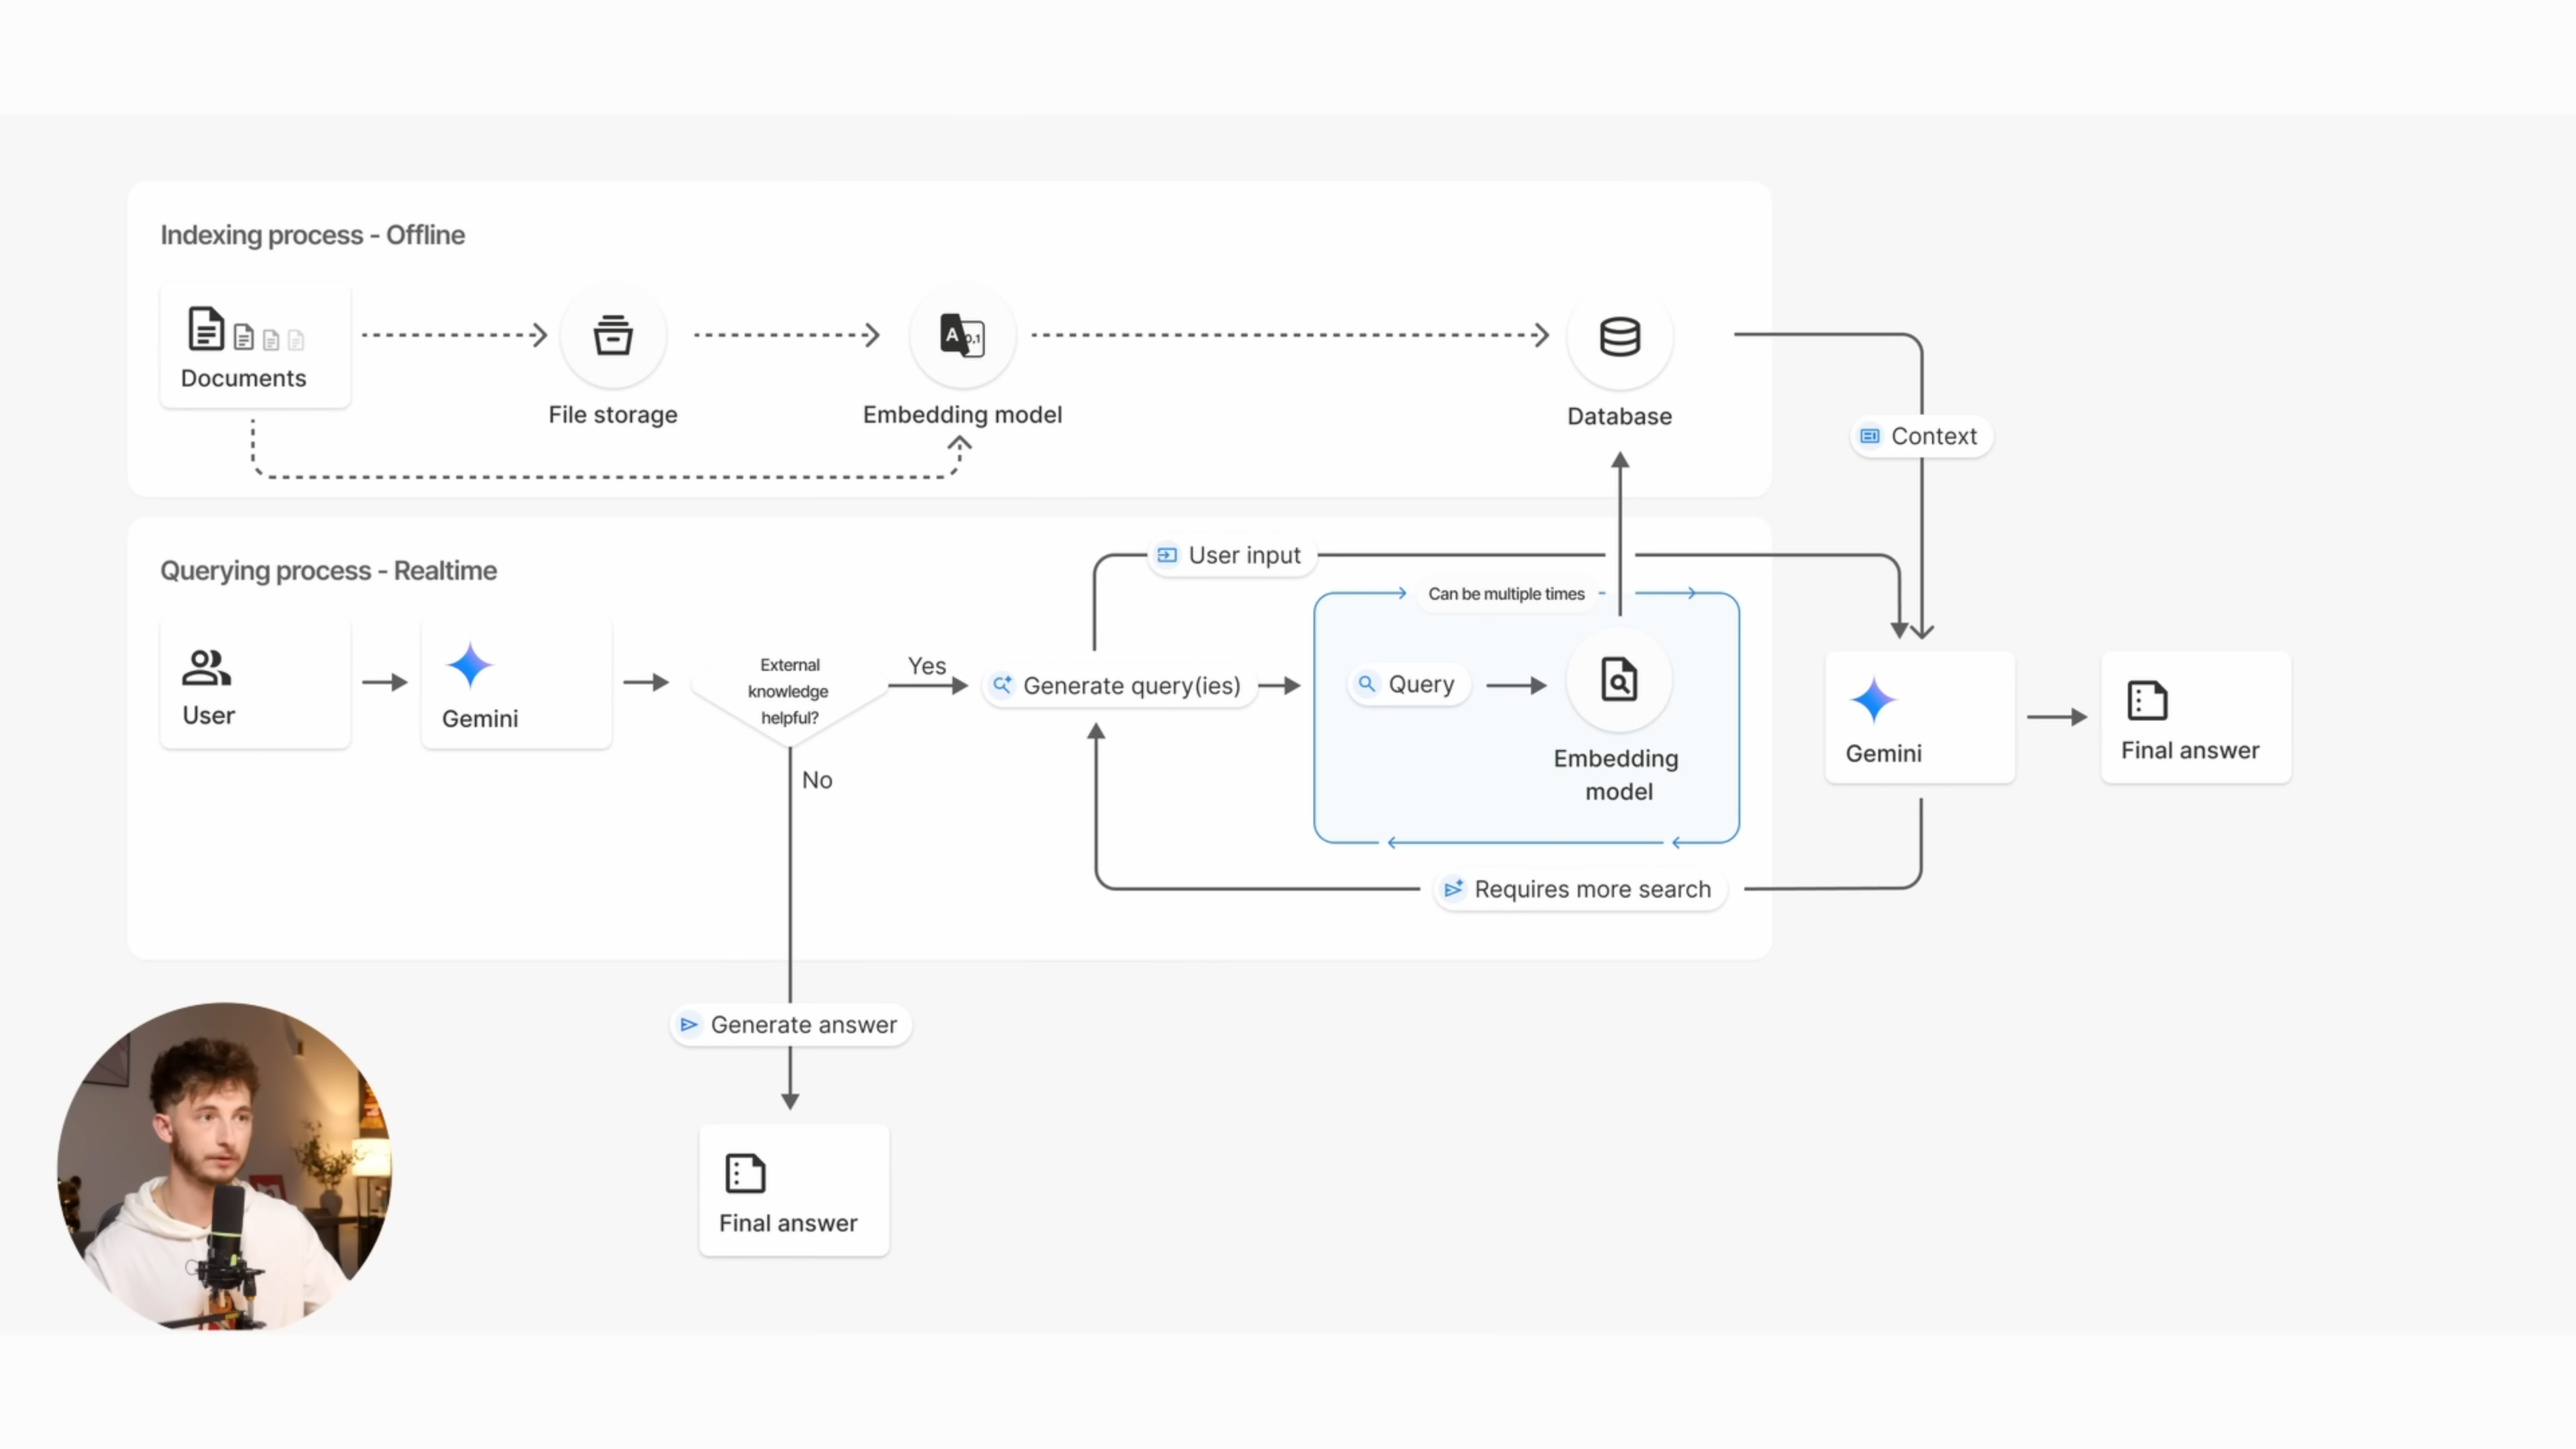 Indexing process - Offline
Documents
File storage
Embedding model
Database
Context
Querying process - Realtime
User input
Can be multiple times
User
Gemini
External
knowledge
helpful?
Yes
No
Generate query(ies)
Query
Embedding
model
Gemini
Final answer
Requires more search
Generate answer
Final answer